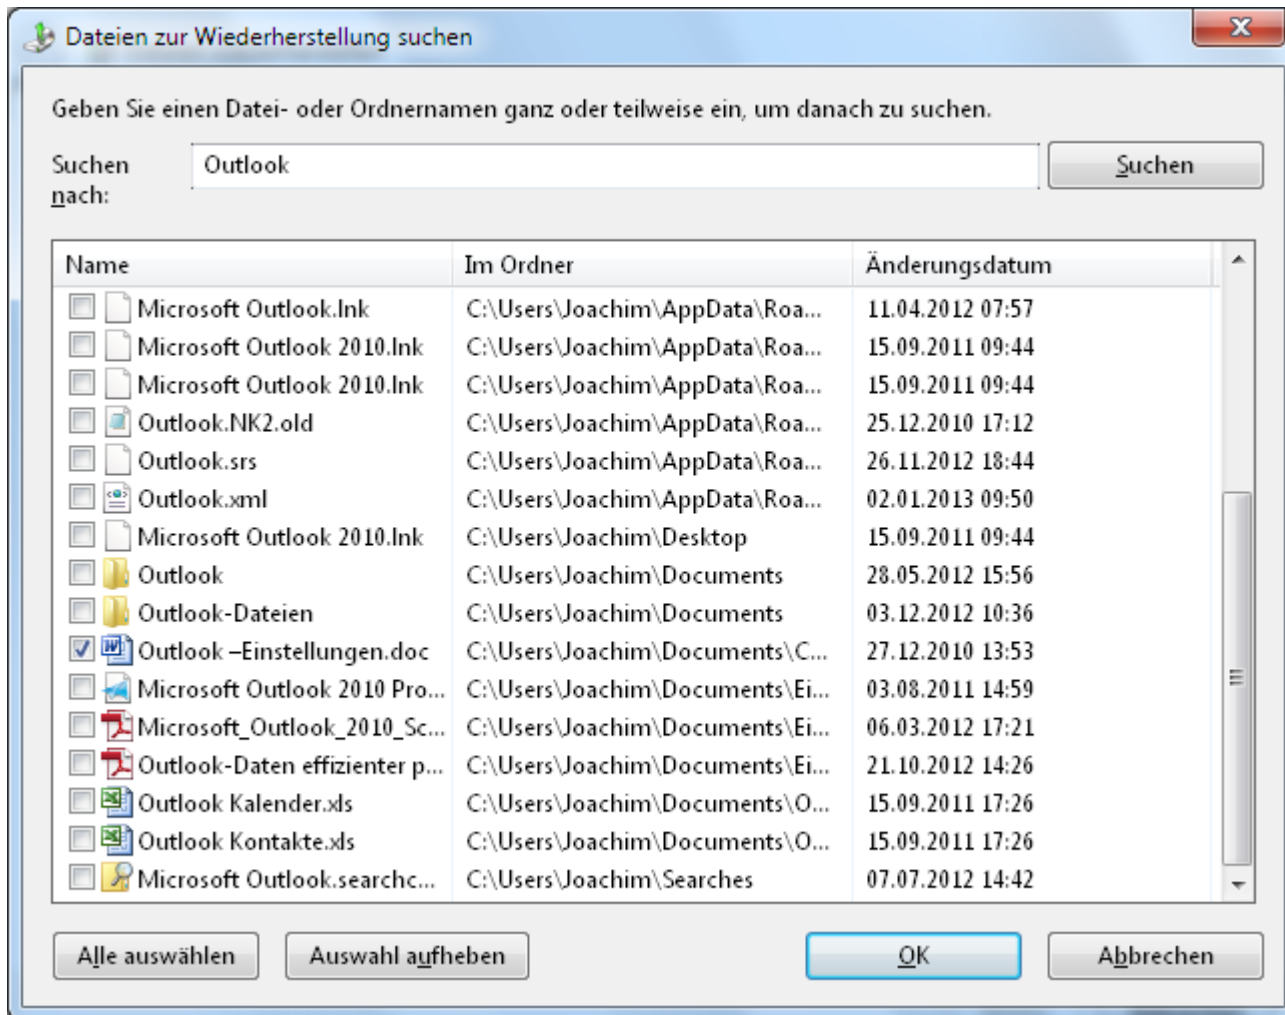 Dateien zur Wiederherstellung suchen
Geben Sie einen Datei- oder Ordnernamen ganz oder teilweise ein, um danach zu suchen.
Suchen nach: Outlook Suchen
Name Im Ordner Änderungsdatum
Microsoft Outlook.lnk C:\Users\Joachim\AppData\Roa... 11.04.2012 07:57
Microsoft Outlook 2010.lnk C:\Users\Joachim\AppData\Roa... 15.09.2011 09:44
Microsoft Outlook 2010.lnk C:\Users\Joachim\AppData\Roa... 15.09.2011 09:44
Outlook.NK2.old C:\Users\Joachim\AppData\Roa... 25.12.2010 17:12
Outlook.srs C:\Users\Joachim\AppData\Roa... 26.11.2012 18:44
Outlook.xml C:\Users\Joachim\AppData\Roa... 02.01.2013 09:50
Microsoft Outlook 2010.lnk C:\Users\Joachim\Desktop 15.09.2011 09:44
Outlook C:\Users\Joachim\Documents 28.05.2012 15:56
Outlook-Dateien C:\Users\Joachim\Documents 03.12.2012 10:36
Outlook –Einstellungen.doc C:\Users\Joachim\Documents\C... 27.12.2010 13:53
Microsoft Outlook 2010 Pro... C:\Users\Joachim\Documents\Ei... 03.08.2011 14:59
Microsoft_Outlook_2010_Sc... C:\Users\Joachim\Documents\Ei... 06.03.2012 17:21
Outlook-Daten effizienter p... C:\Users\Joachim\Documents\Ei... 21.10.2012 14:26
Outlook Kalender.xls C:\Users\Joachim\Documents\O... 15.09.2011 17:26
Outlook Kontakte.xls C:\Users\Joachim\Documents\O... 15.09.2011 17:26
Microsoft Outlook.searchc... C:\Users\Joachim\Searches 07.07.2012 14:42
Alle auswählen Auswahl aufheben OK Abbrechen